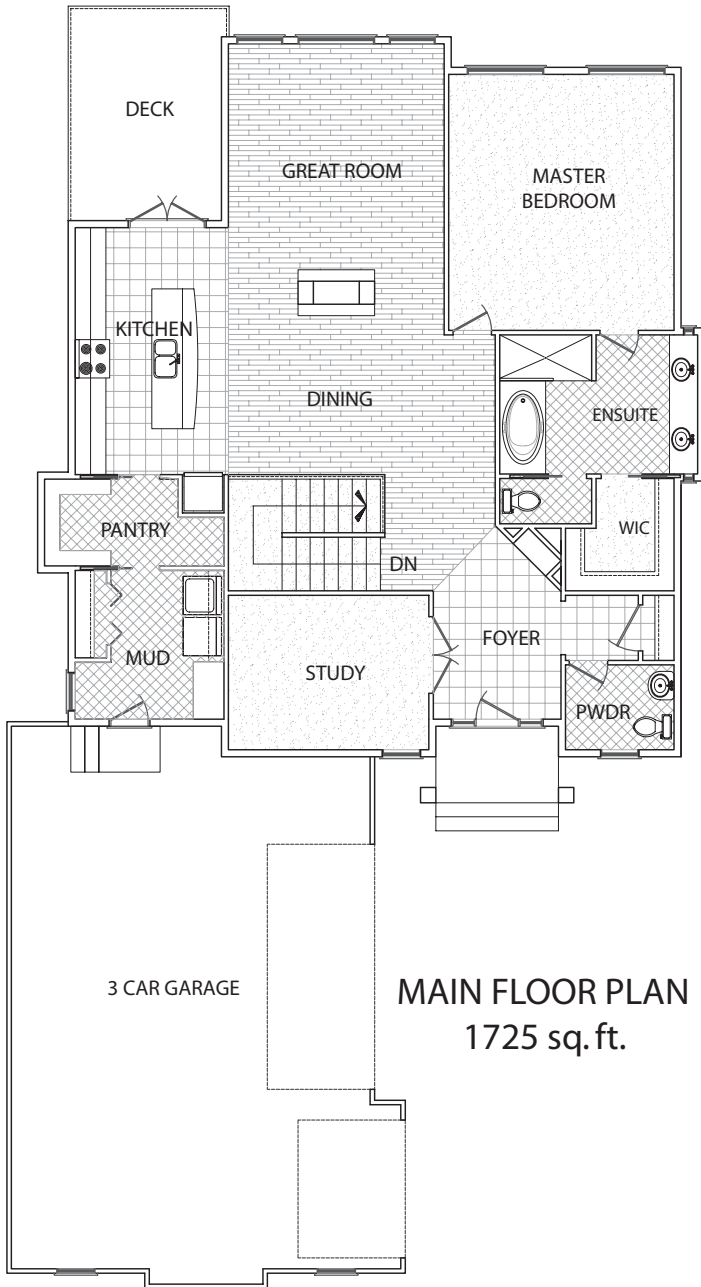 DECK
GREAT ROOM
MASTER
BEDROOM
KITCHEN
DINING
ENSUITE
PANTRY
WIC
DN
FOYER
MUD
STUDY
PWDR
3 CAR GARAGE
MAIN FLOOR PLAN
1725 sq. ft.